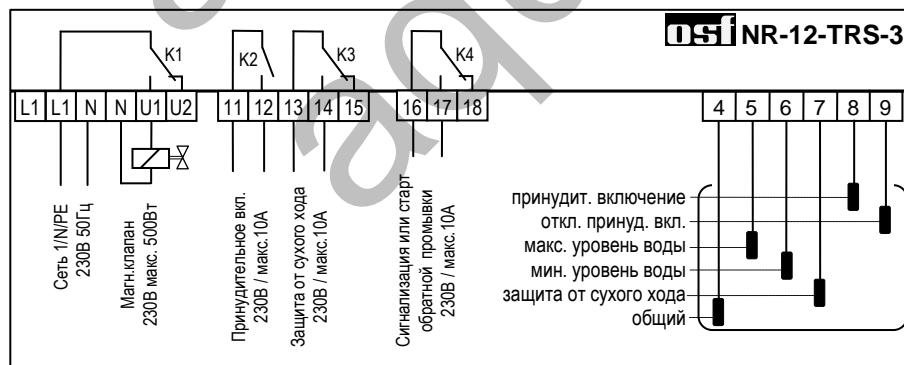 osf NR-12-TRS-3
K1
K2
K3
K4
L1 L1 N N U1 U2
11 12 13 14 15
16 17 18
4 5 6 7 8 9
Сеть 1/N/PE
230В 50Гц
Магн.клапан
230В макс. 500Вт
Принудительное вкл.
230В / макс.10А
Защита от сухого хода
230В / макс.10А
Сигнализация или старт
обратной промывки
230В / макс.10А
принудит. включение
откл. принуд. вкл.
макс. уровень воды
мин. уровень воды
защита от сухого хода
общий